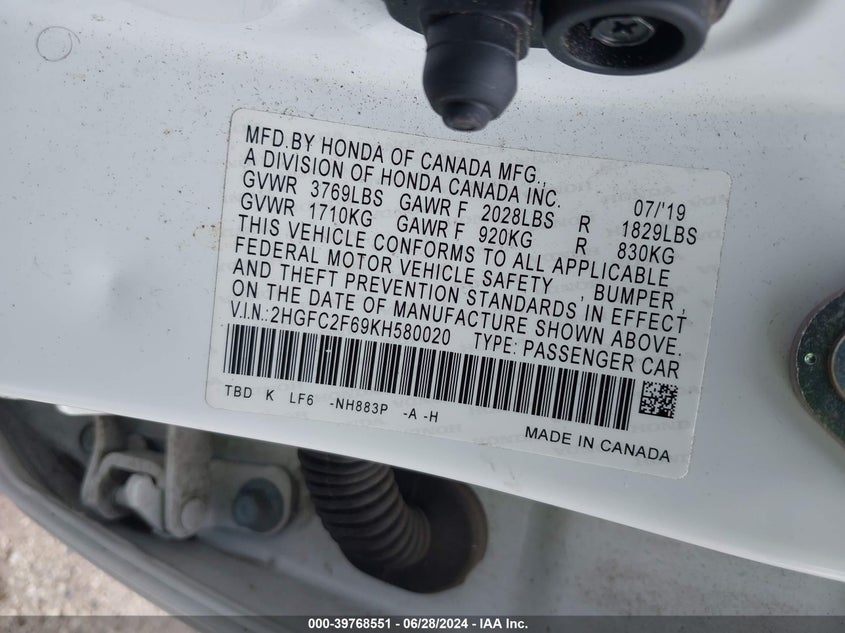 MFD.BY HONDA OF CANADA MFG.,
A DIVISION OF HONDA CANADA INC. 07/'19
GVWR 3769LBS GAWR F 2028LBS R 1829LBS
GVWR 1710KG GAWR F 920KG R 830KG
THIS VEHICLE CONFORMS TO ALL APPLICABLE
FEDERAL MOTOR VEHICLE SAFETY , BUMPER ,
AND THEFT PREVENTION STANDARDS IN EFFECT
ON THE DATE OF MANUFACTURE SHOWN ABOVE.
V.I.N.:2HGFC2F69KH580020 TYPE: PASSENGER CAR
TBD K LF6 -NH883P -A -H
MADE IN CANADA
000-39768551 - 06/28/2024 - IAA Inc.